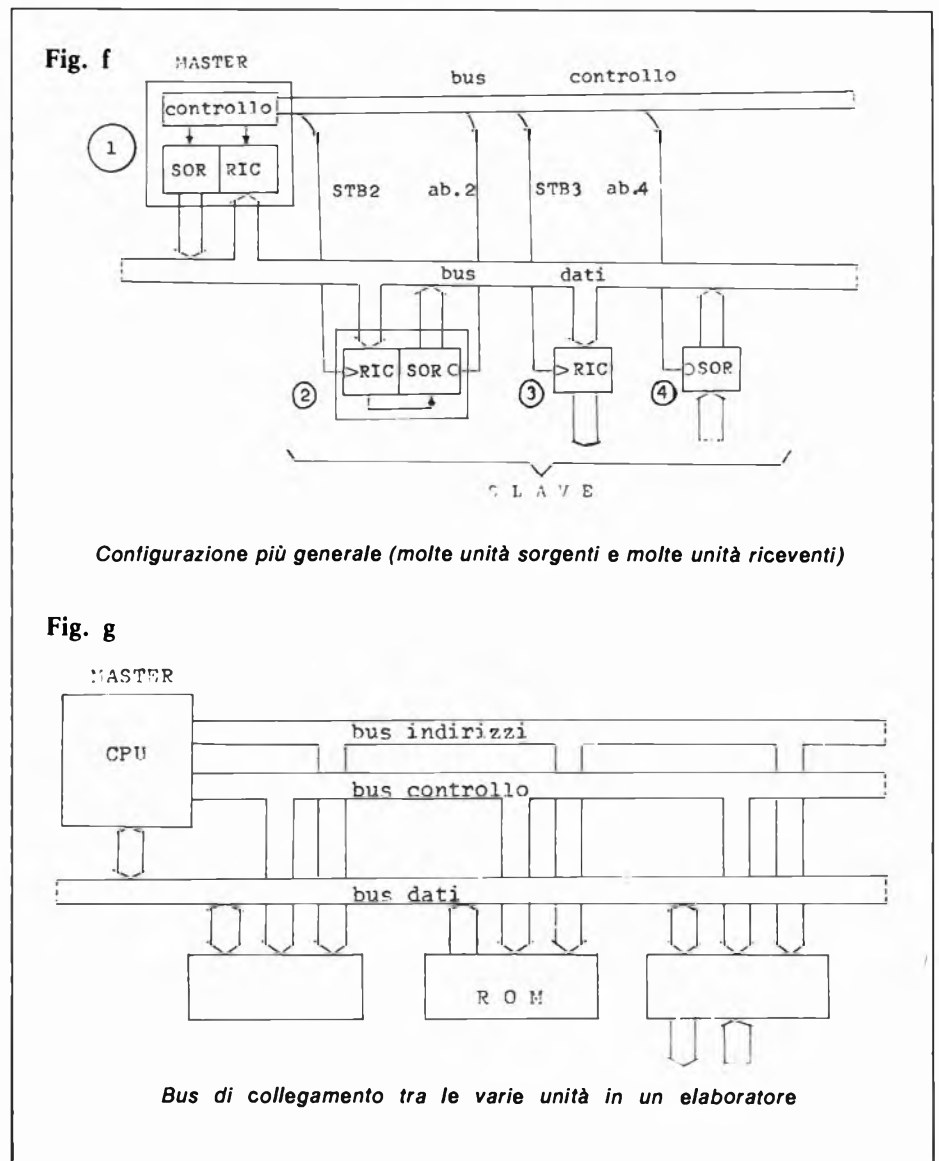 Fig. f
MASTER
bus controllo
controllo
1
SOR RIC
STB2 ab.2 STB3 ab.4
bus dati
>RIC SOR
>RIC
SOR
2
3
4
S L A V E
Configurazione più generale (molte unità sorgenti e molte unità riceventi)
Fig. g
MASTER
bus indirizzi
CPU
bus controllo
bus dati
R O M
Bus di collegamento tra le varie unità in un elaboratore